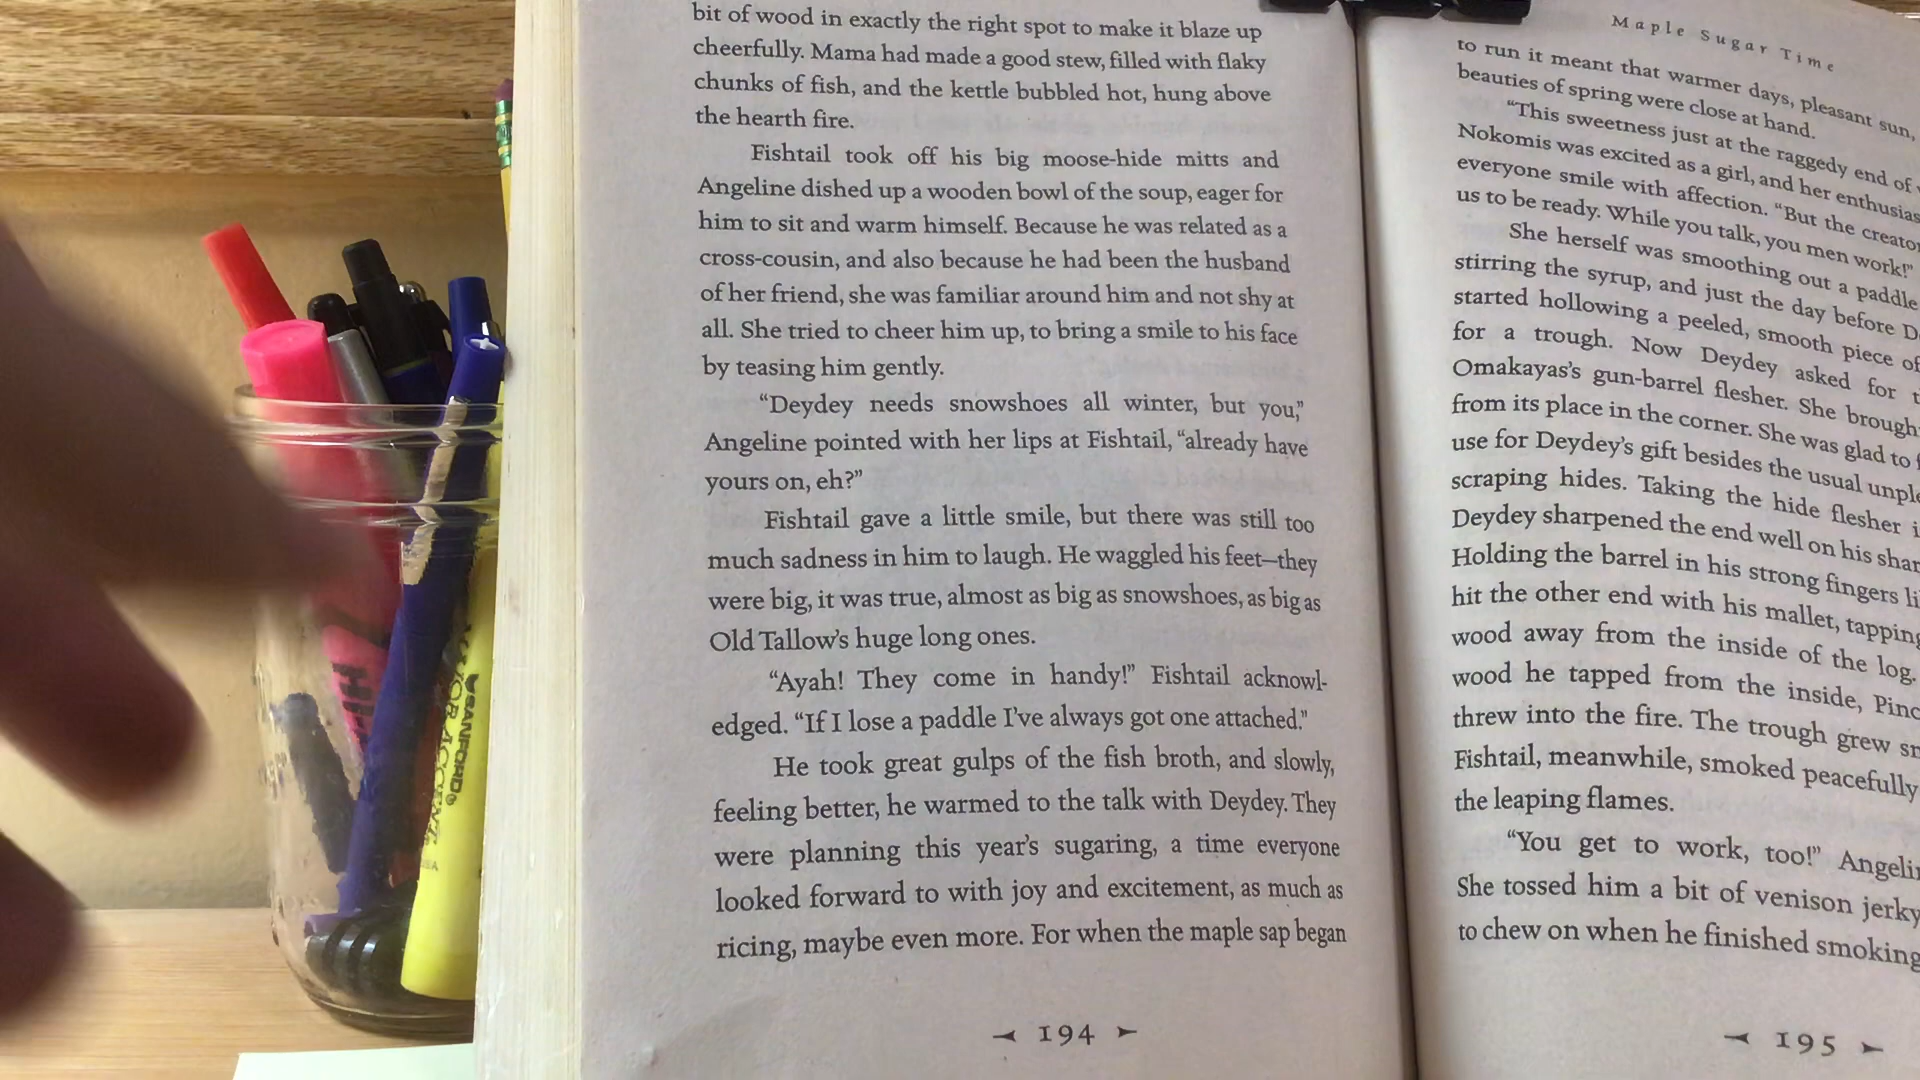 bit of wood in exactly the right spot to make it blaze up
cheerfully. Mama had made a good stew, filled with flaky
chunks of fish, and the kettle bubbled hot, hung above
the hearth fire.
Fishtail took off his big moose-hide mitts and
Angeline dished up a wooden bowl of the soup, eager for
him to sit and warm himself. Because he was related as a
cross-cousin, and also because he had been the husband
of her friend, she was familiar around him and not shy at
all. She tried to cheer him up, to bring a smile to his face
by teasing him gently.
“Deydey needs snowshoes all winter, but you,”
Angeline pointed with her lips at Fishtail, “already have
yours on, eh?”
Fishtail gave a little smile, but there was still too
much sadness in him to laugh. He waggled his feet—they
were big, it was true, almost as big as snowshoes, as big as
Old Tallow’s huge long ones.
“Ayah! They come in handy!” Fishtail acknowl-
edged. “If I lose a paddle I’ve always got one attached.”
He took great gulps of the fish broth, and slowly,
feeling better, he warmed to the talk with Deydey. They
were planning this year’s sugaring, a time everyone
looked forward to with joy and excitement, as much as
ricing, maybe even more. For when the maple sap began
194
Maple Sugar Time
to run it meant that warmer days, pleasant sun,
beauties of spring were close at hand.
“This sweetness just at the raggedy end of
Nokomis was excited as a girl, and her enthusias
everyone smile with affection. “But the creator
us to be ready. While you talk, you men work!”
She herself was smoothing out a paddle
stirring the syrup, and just the day before D
started hollowing a peeled, smooth piece of
for a trough. Now Deydey asked for t
Omakayas’s gun-barrel flesher. She brough
from its place in the corner. She was glad to
use for Deydey’s gift besides the usual unple
scraping hides. Taking the hide flesher i
Deydey sharpened the end well on his shar
Holding the barrel in his strong fingers li
hit the other end with his mallet, tapping
wood away from the inside of the log.
wood he tapped from the inside, Pinc
threw into the fire. The trough grew sm
Fishtail, meanwhile, smoked peacefully
the leaping flames.
“You get to work, too!” Angeli
She tossed him a bit of venison jerky
to chew on when he finished smoking
195
SANFORD®